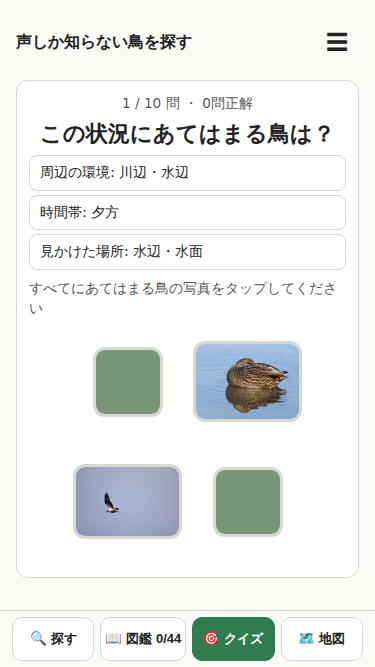 声しか知らない鳥を探す
1 / 10 問 ・ 0問正解
この状況にあてはまる鳥は？
周辺の環境: 川辺・水辺
時間帯: 夕方
見かけた場所: 水辺・水面
すべてにあてはまる鳥の写真をタップしてくださ
い
探す
図鑑 0/44
クイズ
地図